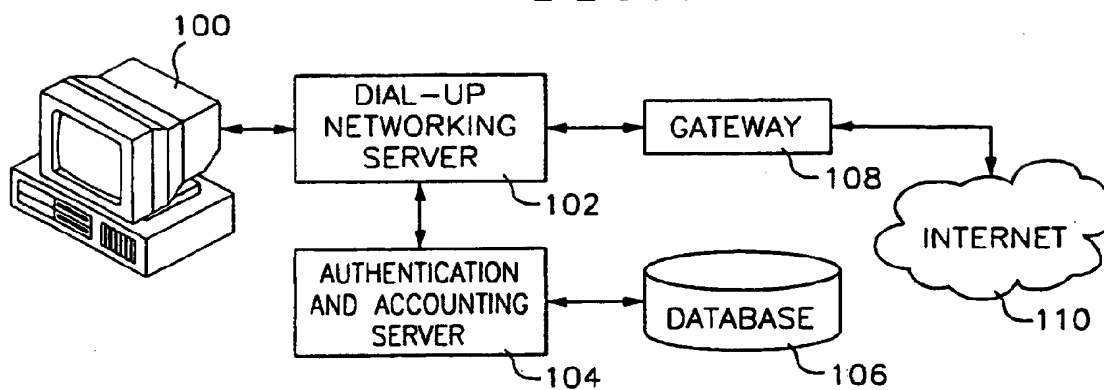 100
DIAL-UP
NETWORKING
SERVER
102
GATEWAY
108
INTERNET
110
AUTHENTICATION
AND ACCOUNTING
SERVER
104
DATABASE
106